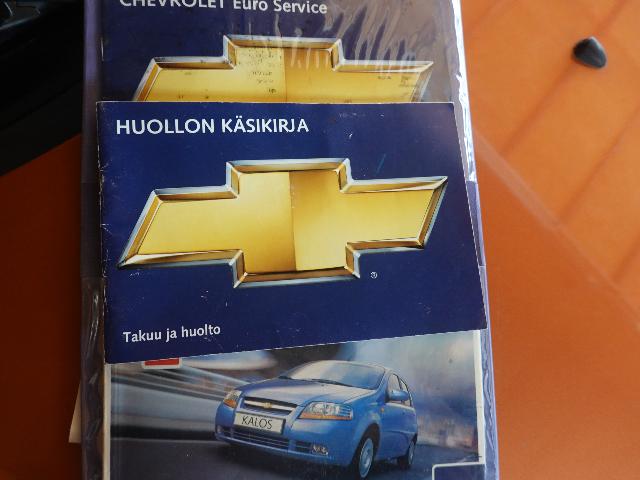 CHEVROLET Euro Service
HUOLLON KÄSIKIRJA
®
Takuu ja huolto
KALOS